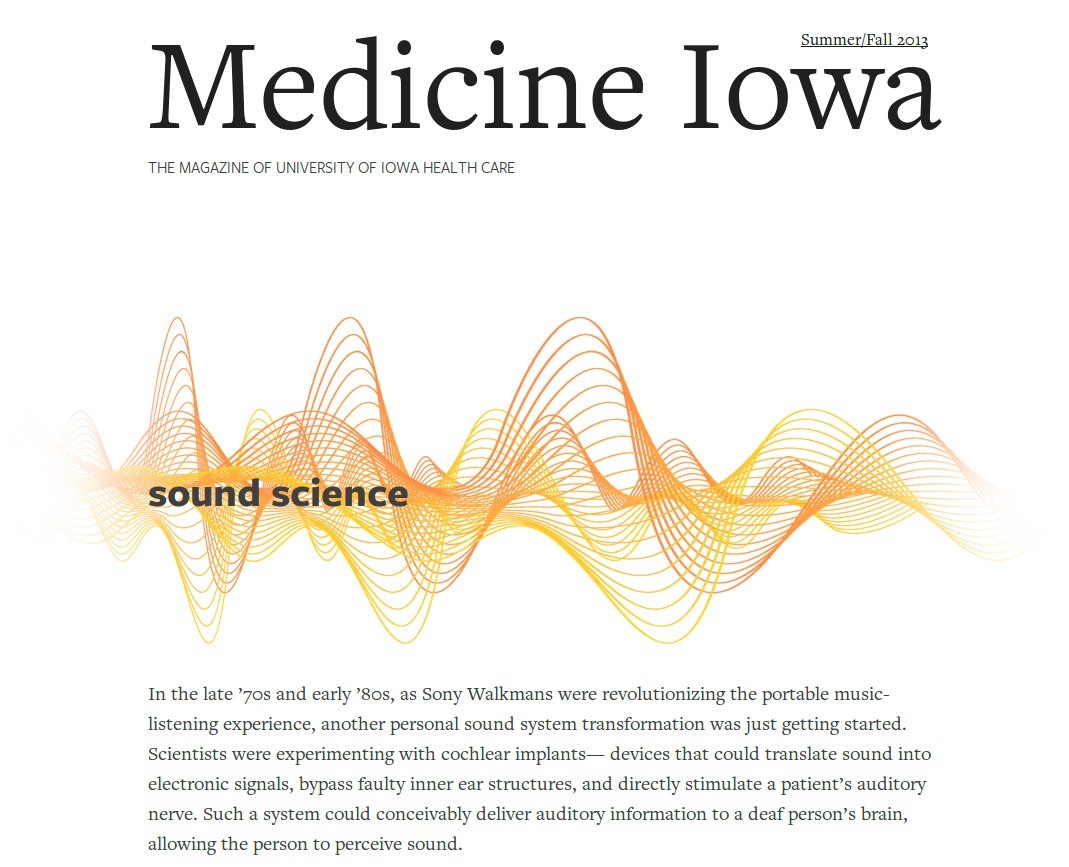 Summer/Fall 2013
Medicine Iowa
THE MAGAZINE OF UNIVERSITY OF IOWA HEALTH CARE
sound science
In the late ’70s and early ’80s, as Sony Walkmans were revolutionizing the portable music-
listening experience, another personal sound system transformation was just getting started.
Scientists were experimenting with cochlear implants— devices that could translate sound into
electronic signals, bypass faulty inner ear structures, and directly stimulate a patient’s auditory
nerve. Such a system could conceivably deliver auditory information to a deaf person’s brain,
allowing the person to perceive sound.